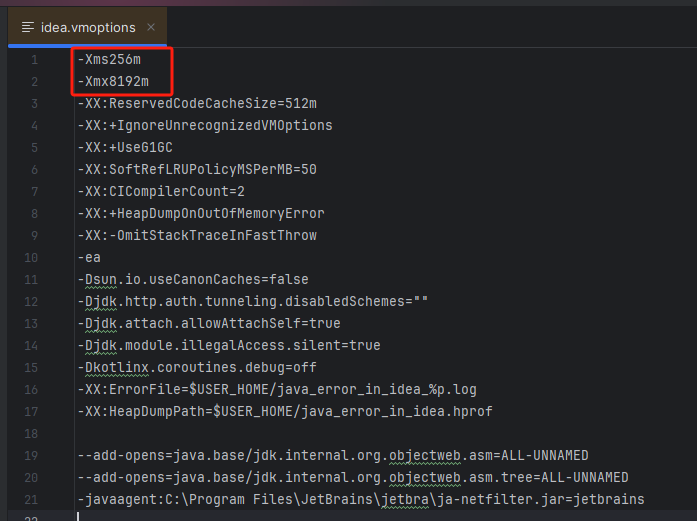 idea.vmoptions
1 -Xms256m
2 -Xmx8192m
3 -XX:ReservedCodeCacheSize=512m
4 -XX:+IgnoreUnrecognizedVMOptions
5 -XX:+UseG1GC
6 -XX:SoftRefLRUPolicyMSPerMB=50
7 -XX:CICompilerCount=2
8 -XX:+HeapDumpOnOutOfMemoryError
9 -XX:-OmitStackTraceInFastThrow
10 -ea
11 -Dsun.io.useCanonCaches=false
12 -Djdk.http.auth.tunneling.disabledSchemes=""
13 -Djdk.attach.allowAttachSelf=true
14 -Djdk.module.illegalAccess.silent=true
15 -Dkotlinx.coroutines.debug=off
16 -XX:ErrorFile=$USER_HOME/java_error_in_idea_%p.log
17 -XX:HeapDumpPath=$USER_HOME/java_error_in_idea.hprof
18
19 --add-opens=java.base/jdk.internal.org.objectweb.asm=ALL-UNNAMED
20 --add-opens=java.base/jdk.internal.org.objectweb.asm.tree=ALL-UNNAMED
21 -javaagent:C:\Program Files\JetBrains\jetbra\ja-netfilter.jar=jetbrains
22